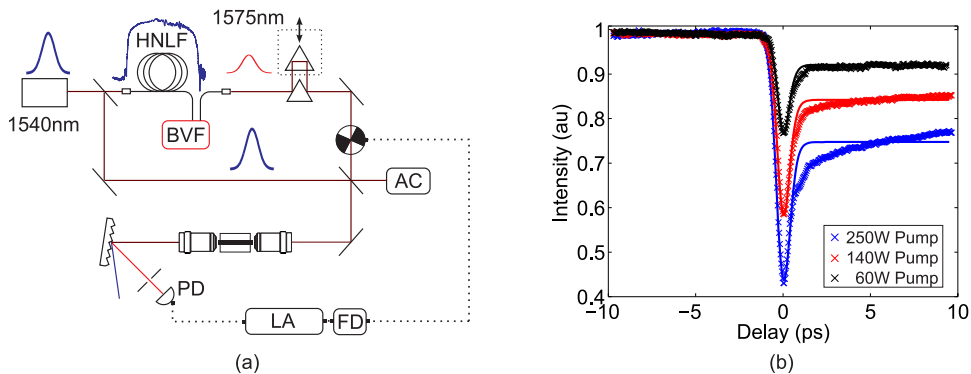 HNLF
1575nm
1540nm
BVF
AC
PD
LA
FD
(a)
Intensity (au)
1
0.9
0.8
0.7
0.6
0.5
0.4
−10
−5
0
5
10
Delay (ps)
250W Pump
140W Pump
60W Pump
(b)